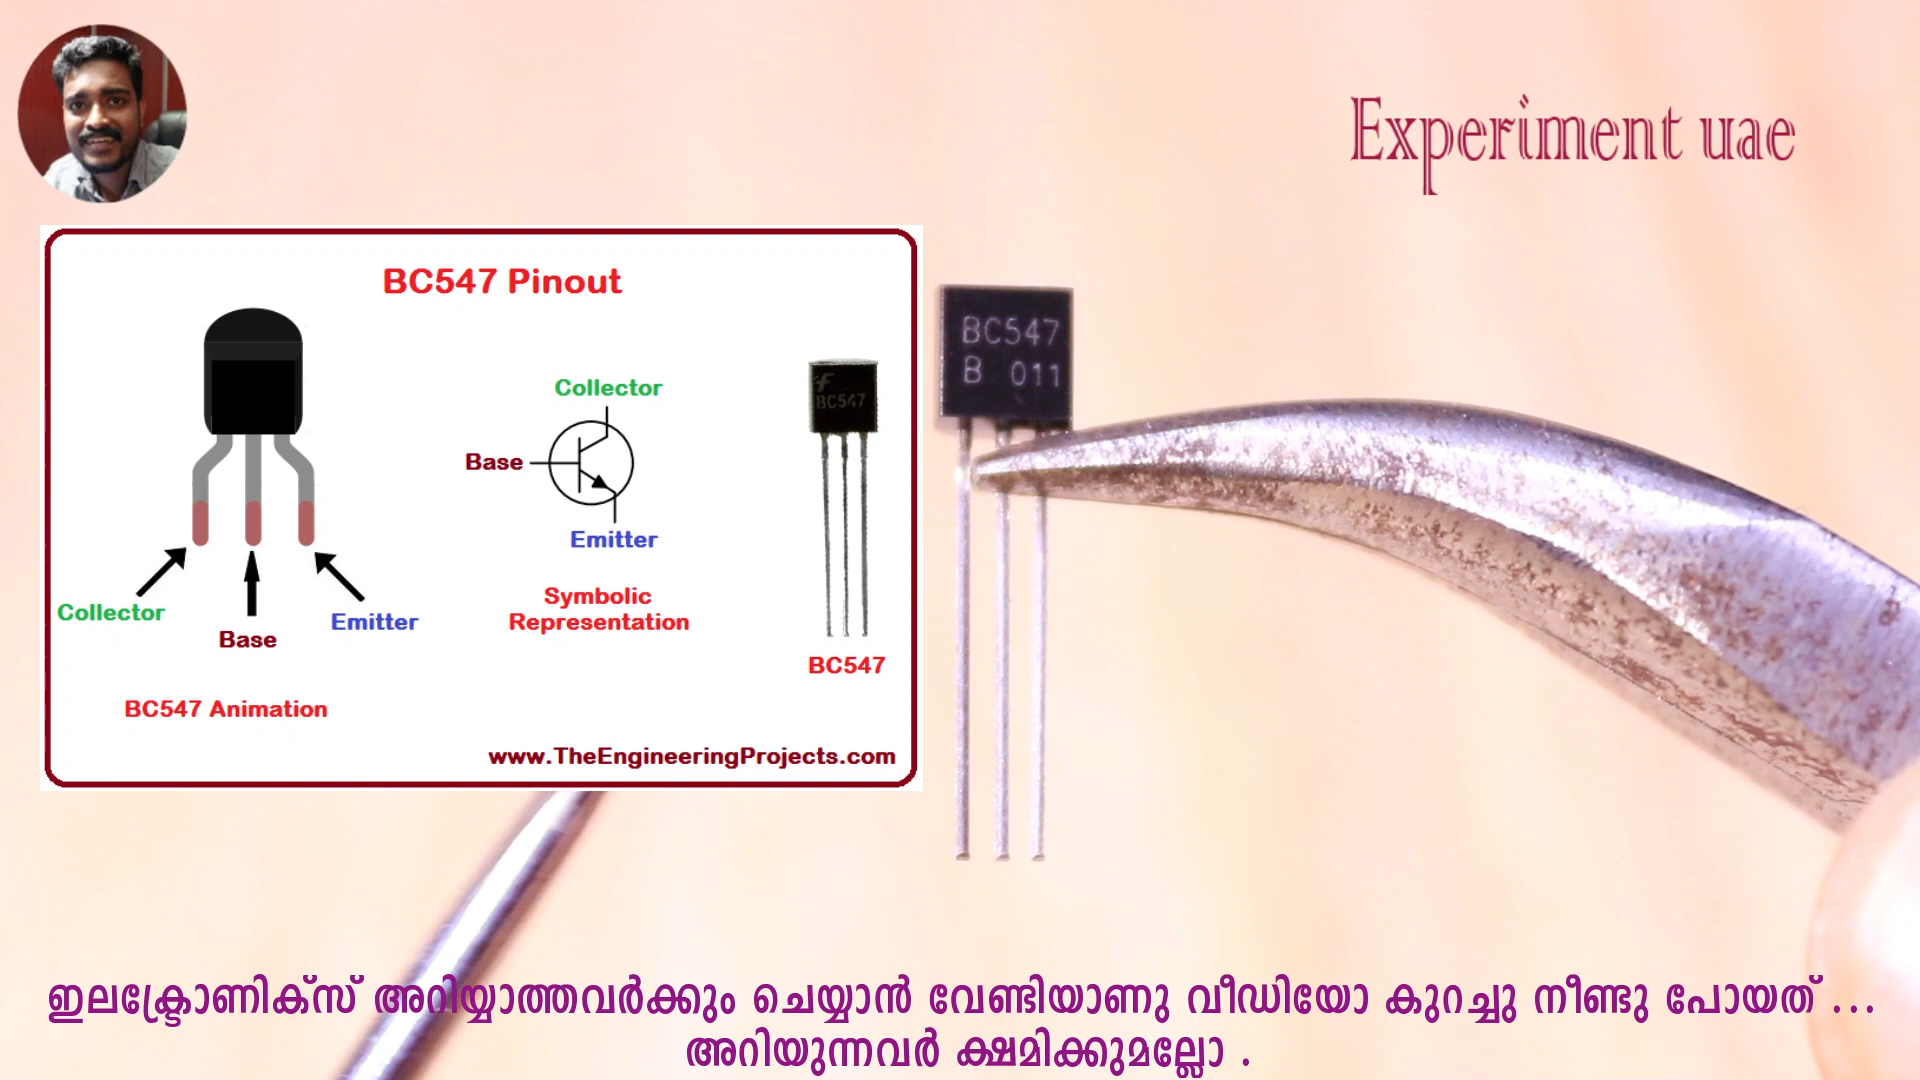 Experiment uae
BC547 Pinout
Collector
Base
Emitter
Symbolic
Representation
BC547
BC547
Collector
Base
Emitter
BC547 Animation
www.TheEngineeringProjects.com
BC547
B 011
ഇലക്ട്രോണിക്സ് അറിയ്യാത്തവർക്കും ചെയ്യാൻ വേണ്ടിയാണു വീഡിയോ കുറച്ചു നീണ്ടു പോയത് ...
അറിയുന്നവർ ക്ഷമിക്കുമല്ലോ .